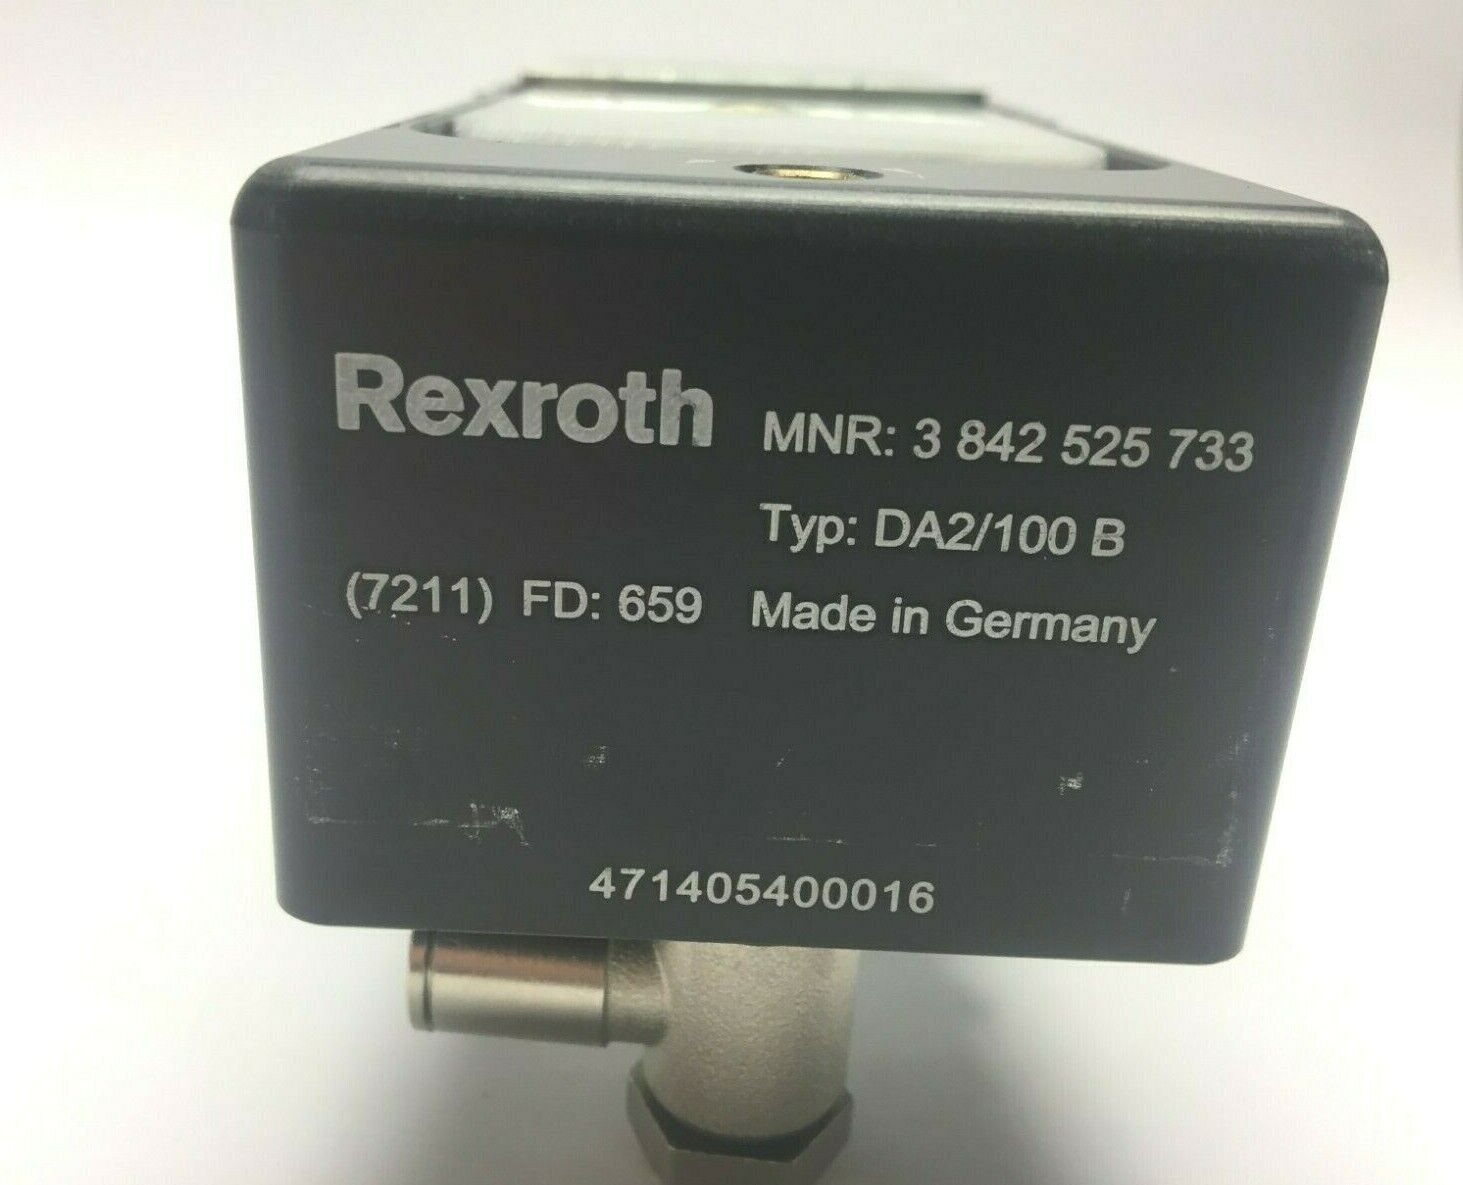 Rexroth MNR: 3 842 525 733
Typ: DA2/100 B
(7211) FD: 659 Made in Germany
471405400016